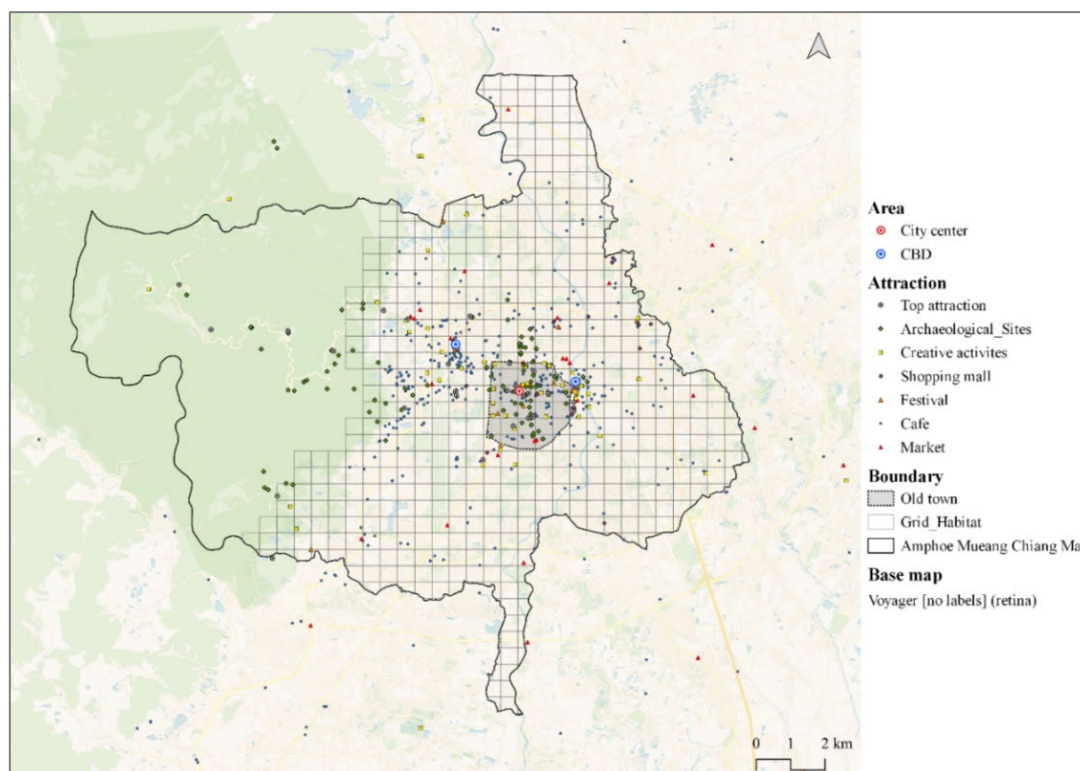 Area
City center
CBD
Attraction
Top attraction
Archaeological_Sites
Creative activites
Shopping mall
Festival
Cafe
Market
Boundary
Old town
Grid_Habitat
Amphoe Mueang Chiang Ma
Base map
Voyager [no labels] (retina)
0 1 2 km